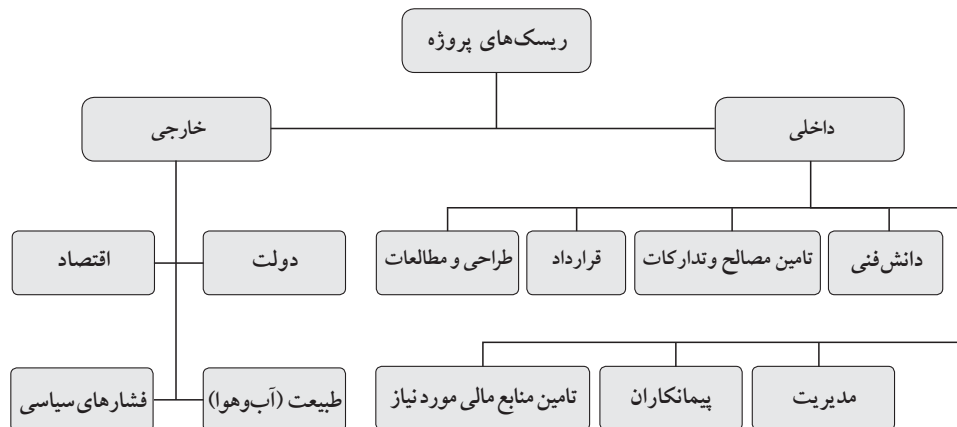 ریسک‌های پروژه
داخلی
خارجی
دانش‌فنی
تامین مصالح و تدارکات
قرارداد
طراحی و مطالعات
دولت
اقتصاد
مدیریت
پیمانکاران
تامین منابع مالی مورد نیاز
طبیعت (آب‌وهوا)
فشارهای سیاسی